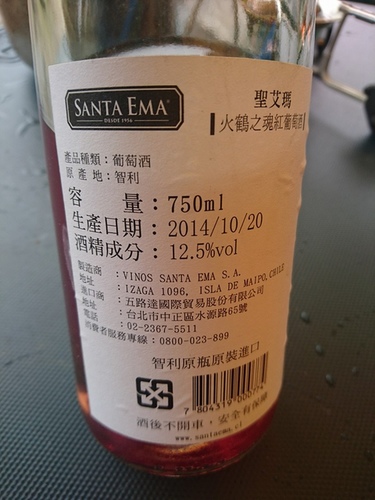 SANTA EMA®
DESDE 1956
聖艾瑪
火鶴之魂紅葡萄酒
產品種類：葡萄酒
原產地：智利
容量：750ml
生產日期：2014/10/20
酒精成分：12.5%vol
製造商：VINOS SANTA EMA S.A.
地址：IZAGA 1096, ISLA DE MAIPO,CHILE
進口商：五路達國際貿易股份有限公司
地址：台北市中正區水源路65號
電話：02-2367-5511
消費者服務專線：0800-023-899
智利原瓶原裝進口
7 804319 000774
酒後不開車，安全有保障
www.santaema.cl